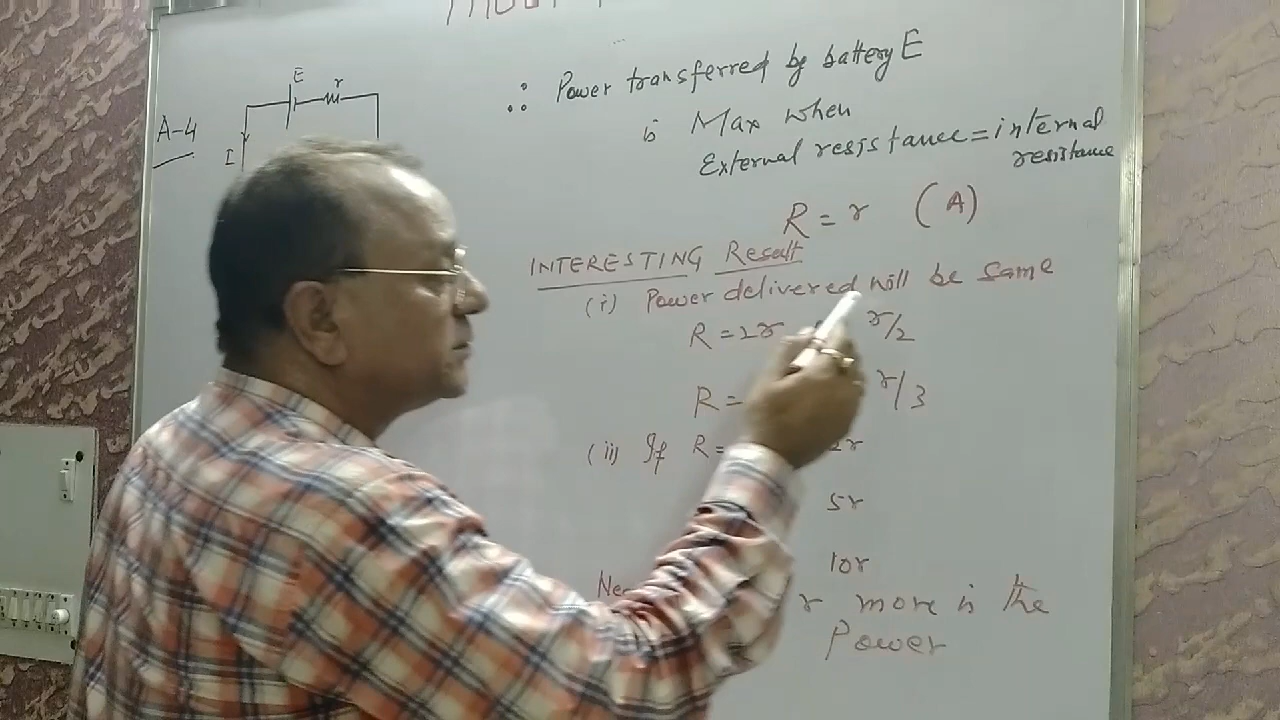 A-4
E
r
I
∴ Power transferred by battery E
is Max when
External resistance = internal
resistance
R = r (A)
INTERESTING Result
(i) Power delivered will be same
R = 2r r/2
R = r/3
(ii) If R = 2r
5r
10r
r more is the
Power